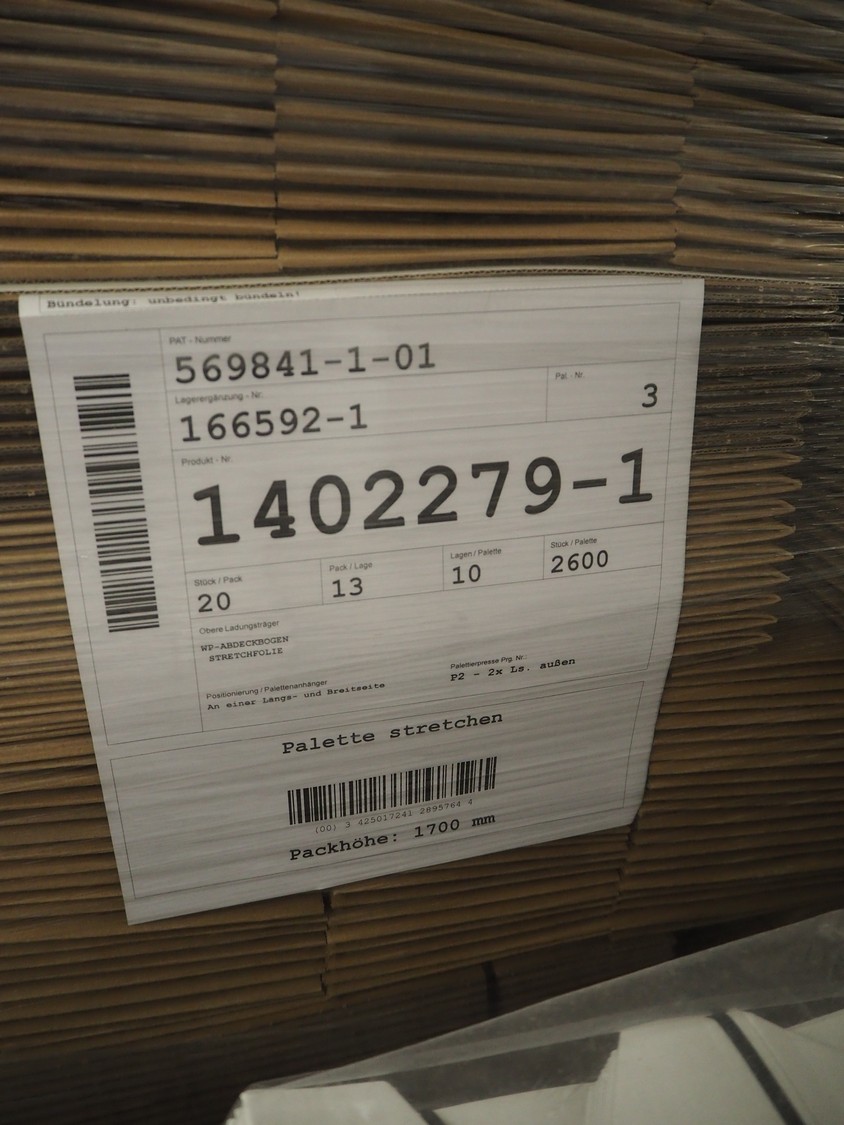 Bündelung: unbedingt bündeln!
PAT - Nummer
569841-1-01
Lagerergänzung - Nr.
166592-1
Pal. - Nr.
3
Produkt - Nr.
1402279-1
Stück / Pack
20
Pack / Lage
13
Lagen / Palette
10
Stück / Palette
2600
Obere Ladungsträger
WP-ABDECKBOGEN
STRETCHFOLIE
Positionierung / Palettenanhänger
An einer Längs- und Breitseite
Palettierpresse Prg. Nr.:
P2 - 2x Ls. außen
Palette stretchen
(00) 3 425017241 2895764 4
Packhöhe: 1700 mm